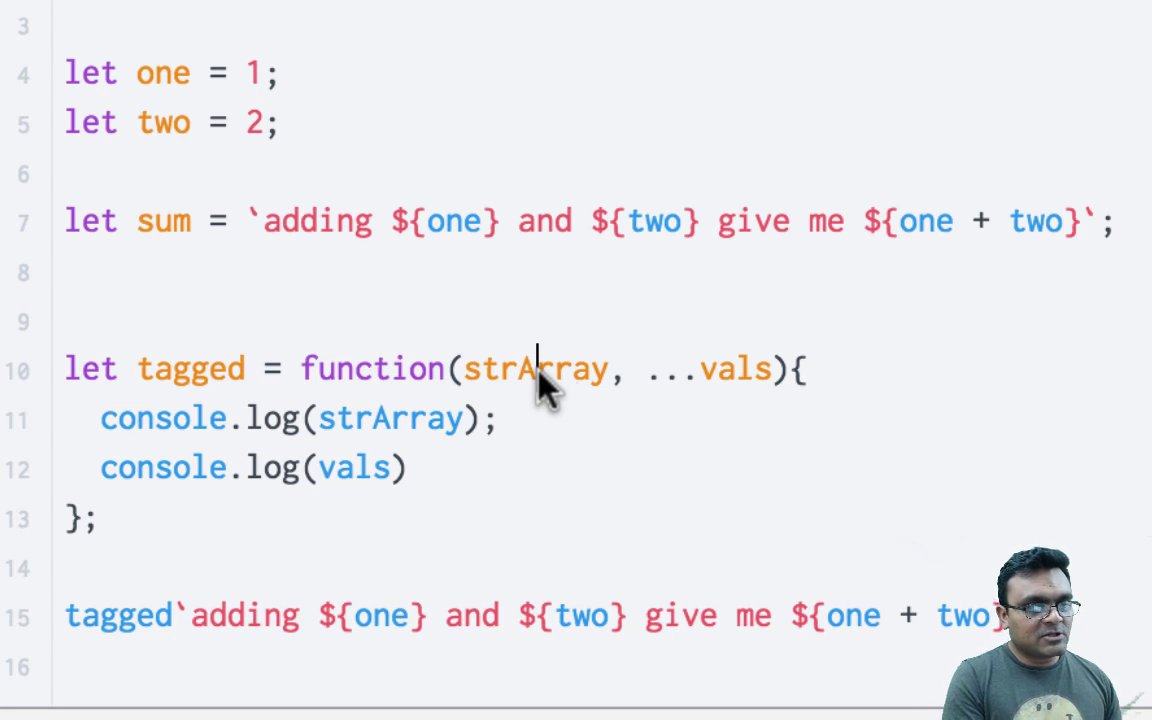 3
4 let one = 1;
5 let two = 2;
6
7 let sum = `adding ${one} and ${two} give me ${one + two}`;
8
9
10 let tagged = function(strArray, ...vals){
11 console.log(strArray);
12 console.log(vals)
13 };
14
15 tagged`adding ${one} and ${two} give me ${one + two}
16